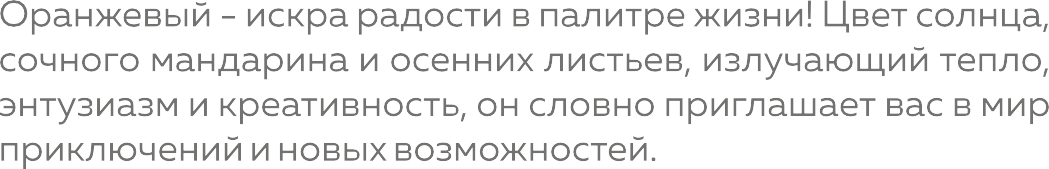 Оранжевый - искра радости в палитре жизни! Цвет солнца,
сочного мандарина и осенних листьев, излучающий тепло,
энтузиазм и креативность, он словно приглашает вас в мир
приключений и новых возможностей.